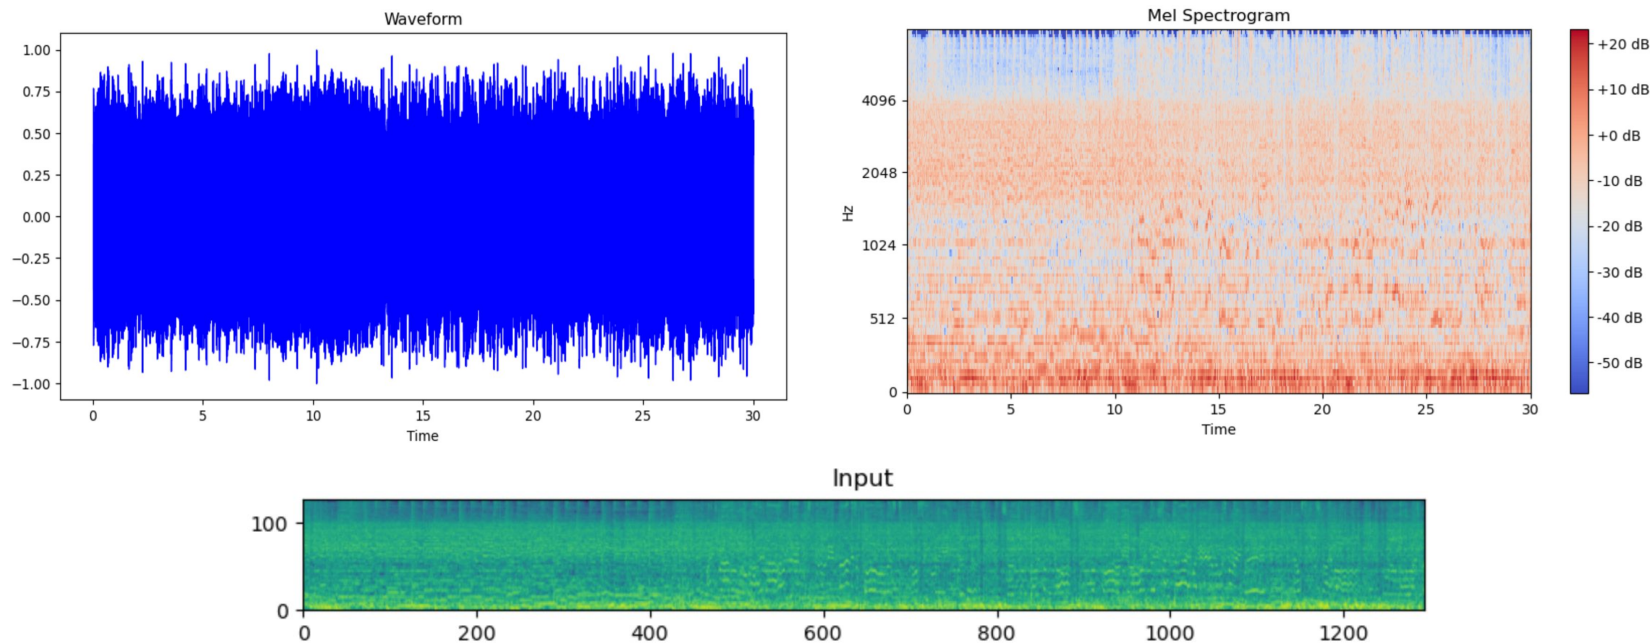 Waveform
1.00
0.75
0.50
0.25
0.00
−0.25
−0.50
−0.75
−1.00
0 5 10 15 20 25 30
Time
Mel Spectrogram
Hz
4096
2048
1024
512
0
0 5 10 15 20 25 30
Time
+20 dB
+10 dB
+0 dB
-10 dB
-20 dB
-30 dB
-40 dB
-50 dB
Input
100
0
0 200 400 600 800 1000 1200